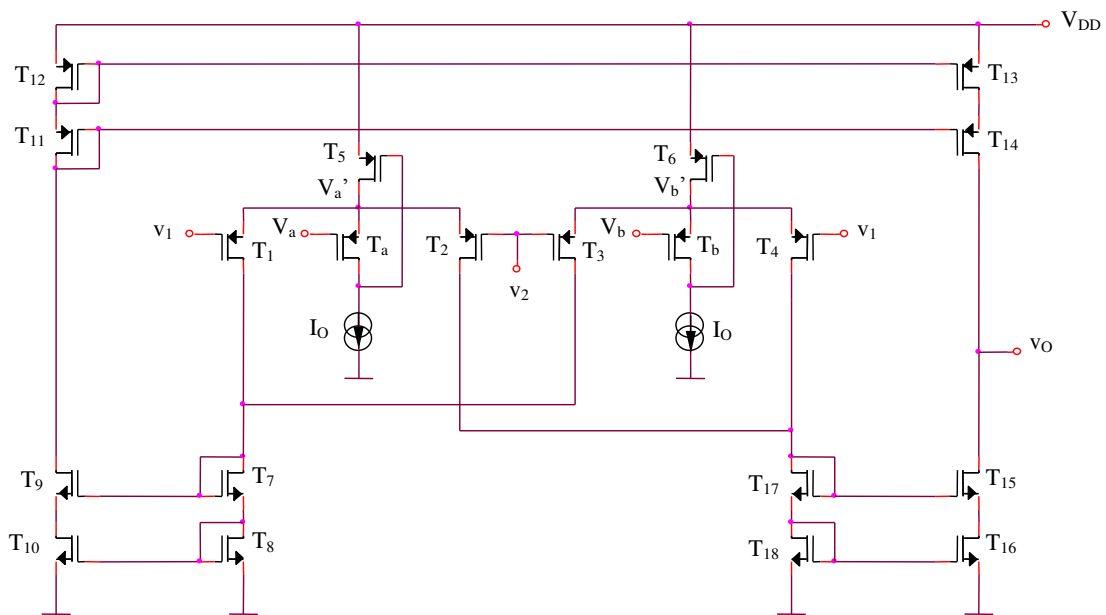 V_DD
T_12
T_13
T_11
T_14
T_5
T_6
V_a'
V_b'
v_1
V_a
V_b
v_1
T_1
T_a
T_2
T_3
T_b
T_4
v_2
I_O
I_O
v_O
T_9
T_7
T_17
T_15
T_10
T_8
T_18
T_16